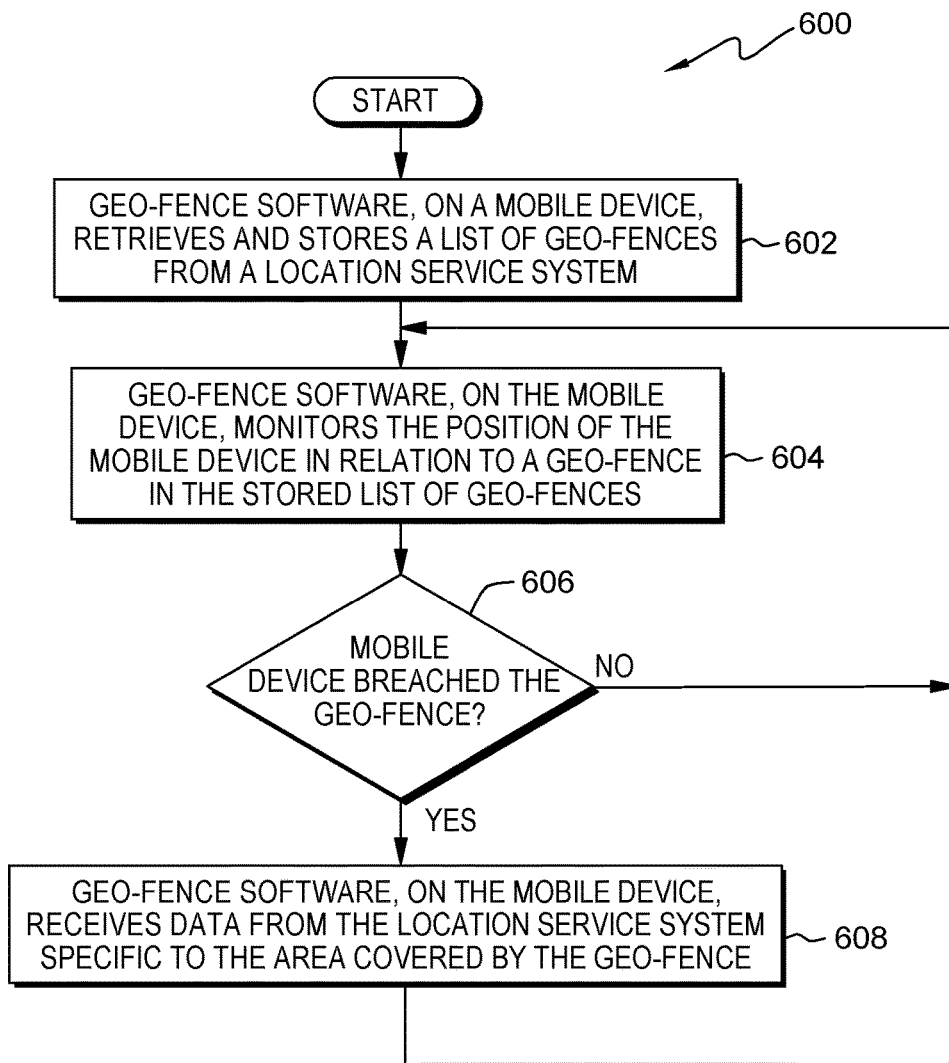 600
START
GEO-FENCE SOFTWARE, ON A MOBILE DEVICE,
RETRIEVES AND STORES A LIST OF GEO-FENCES
FROM A LOCATION SERVICE SYSTEM
602
GEO-FENCE SOFTWARE, ON THE MOBILE
DEVICE, MONITORS THE POSITION OF THE
MOBILE DEVICE IN RELATION TO A GEO-FENCE
IN THE STORED LIST OF GEO-FENCES
604
606
MOBILE
DEVICE BREACHED THE
GEO-FENCE?
NO
YES
GEO-FENCE SOFTWARE, ON THE MOBILE DEVICE,
RECEIVES DATA FROM THE LOCATION SERVICE SYSTEM
SPECIFIC TO THE AREA COVERED BY THE GEO-FENCE
608